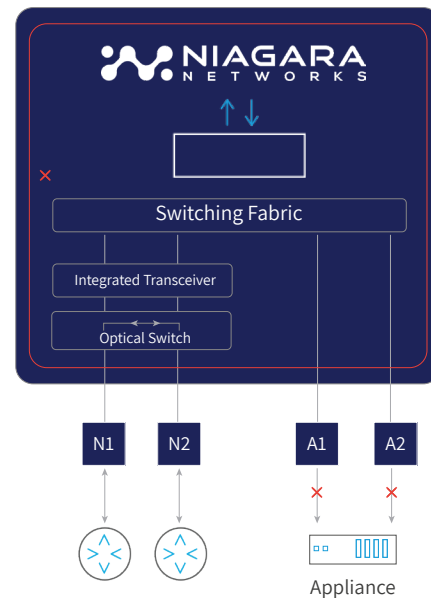 NIAGARA
NETWORKS
Switching Fabric
Integrated Transceiver
Optical Switch
N1 N2 A1 A2
Appliance